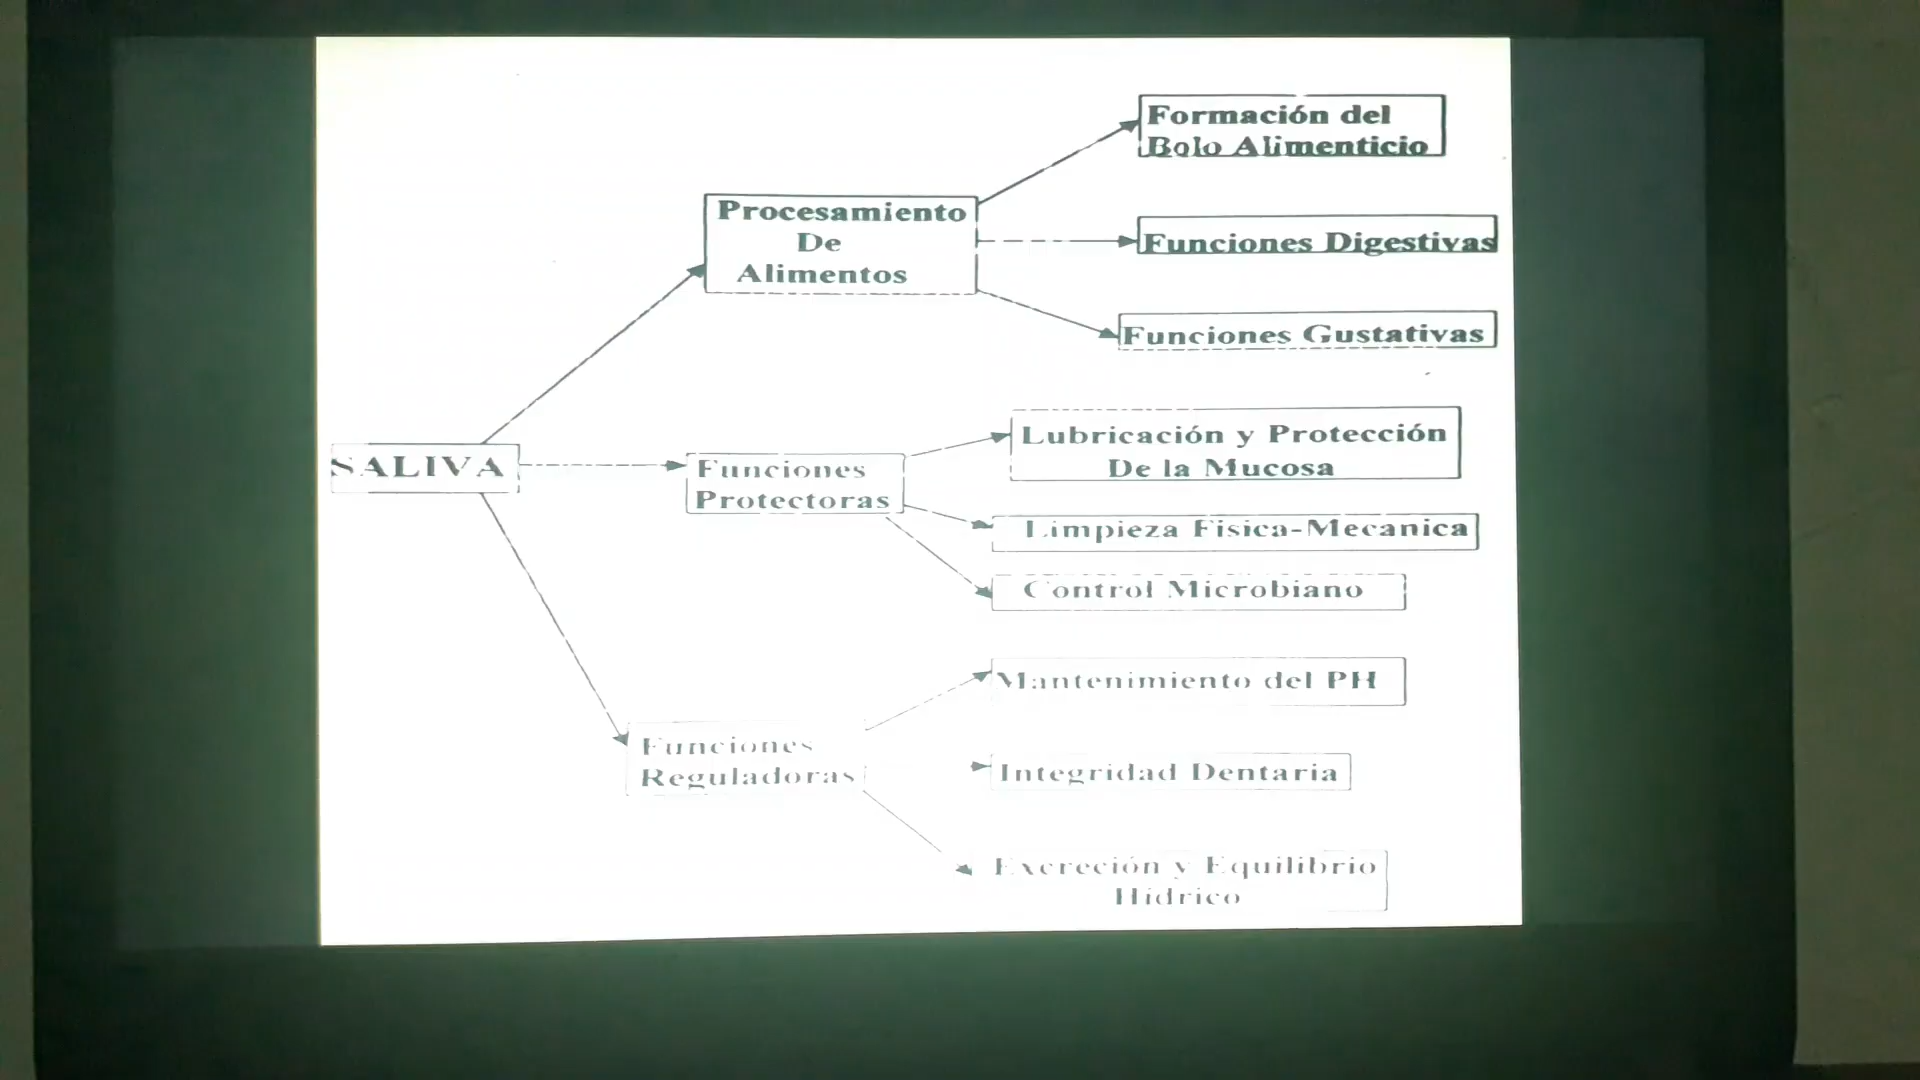 Formación del
Bolo Alimenticio
Procesamiento
De
Alimentos
Funciones Digestivas
Funciones Gustativas
SALIVA
Funciones
Protectoras
Lubricación y Protección
De la Mucosa
Limpieza Fisica-Mecanica
Control Microbiano
Funciones
Reguladoras
Mantenimiento del PH
Integridad Dentaria
Excreción y Equilibrio
Hidrico